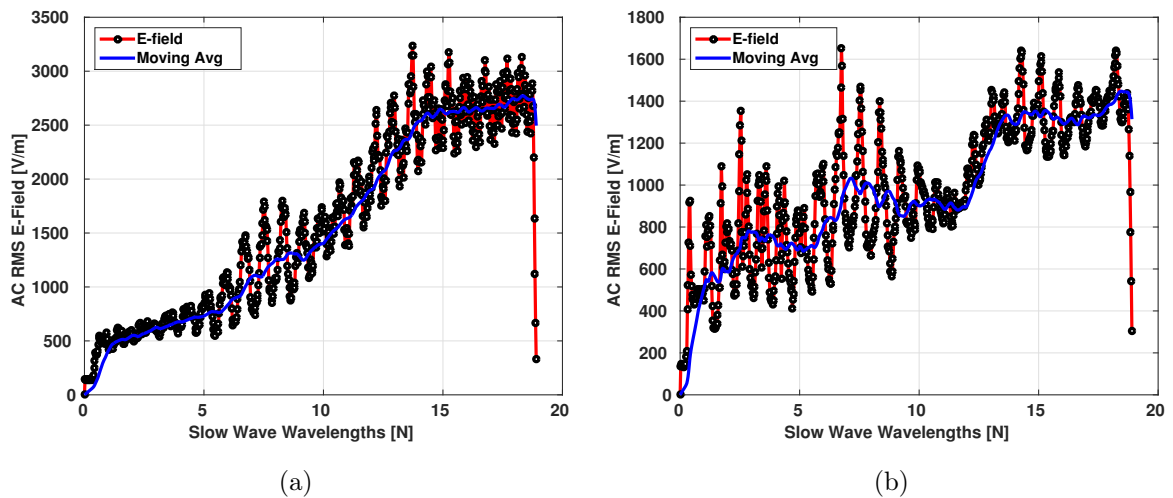 3500
3000
2500
2000
1500
1000
500
0
AC RMS E-Field [V/m]
E-field
Moving Avg
0 5 10 15 20
Slow Wave Wavelengths [N]
(a)
1800
1600
1400
1200
1000
800
600
400
200
0
AC RMS E-Field [V/m]
E-field
Moving Avg
0 5 10 15 20
Slow Wave Wavelengths [N]
(b)